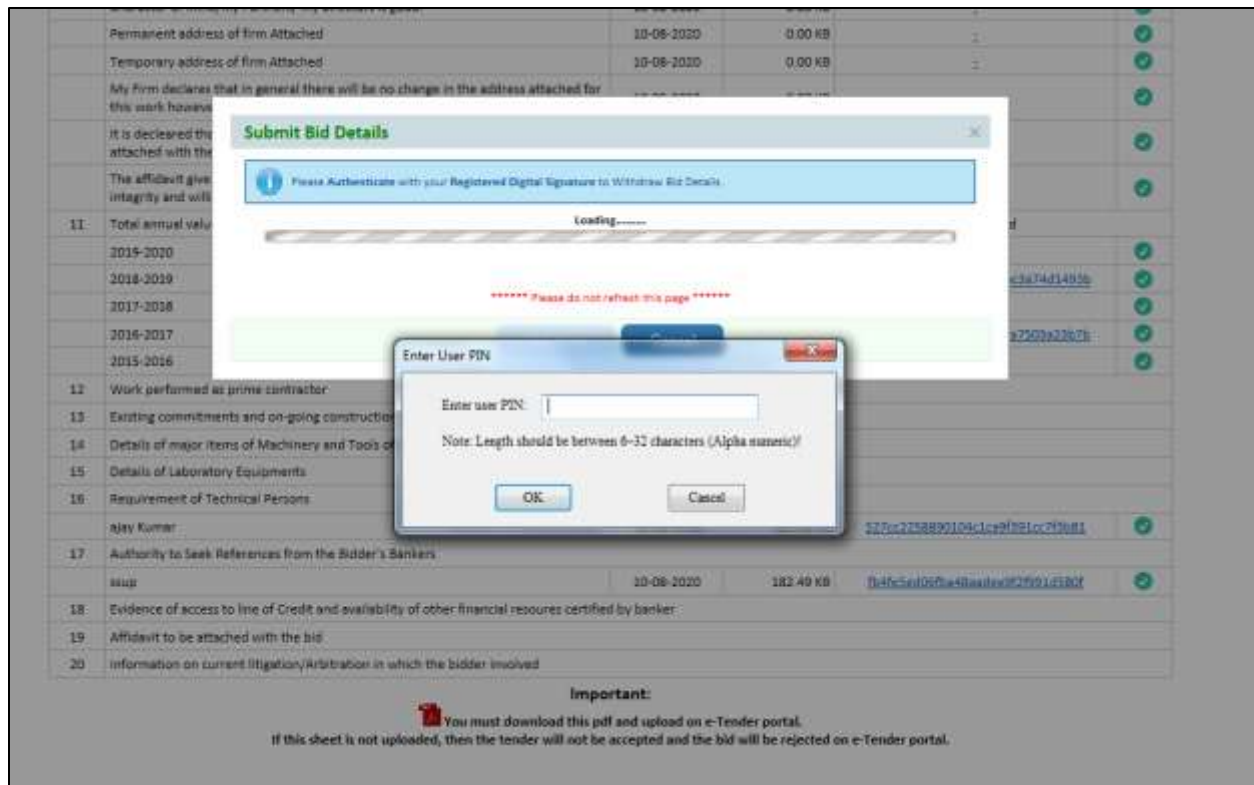 Permanent address of firm Attached 10-08-2020 0.00 KB -
Temporary address of firm Attached 10-08-2020 0.00 KB -
My Firm declares that in general there will be no change in the address attached for
this work
It is decleared
attached with the
The affidavit give
integrity and will
Submit Bid Details
Please Authenticate with your Registered Digital Signature to Withdraw Bid Details.
Loading
****** Please do not refresh this page ******
11 Total annual
2019-2020
2018-2019
2017-2018
2016-2017
2015-2016
Enter User PIN
Enter user PIN:
Note: Length should be between 6~32 characters (Alpha numeric)!
OK Cancel
12 Work performed as prime contractor
13 Existing commitments and on-going
14 Details of major items of Machinery and Tools
15 Details of Laboratory Equipments
16 Requirement of Technical Persons
ajay Kumar
17 Authority to Seek References from the Bidder's Bankers
10-08-2020 182.49 KB
18 Evidence of access to line of Credit and availability of other financial resoures certified by banker
19 Affidavit to be attached with the bid
20 Information on current litigation/Arbitration in which the bidder involved
Important:
You must download this pdf and upload on e-Tender portal.
If this sheet is not uploaded, then the tender will not be accepted and the bid will be rejected on e-Tender portal.